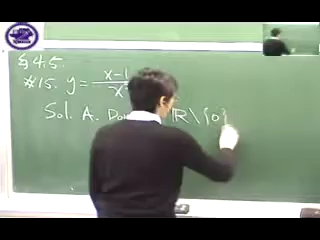 §4.5.
#15. y = x-1 / x
Sol. A. Do ℝ\{0}